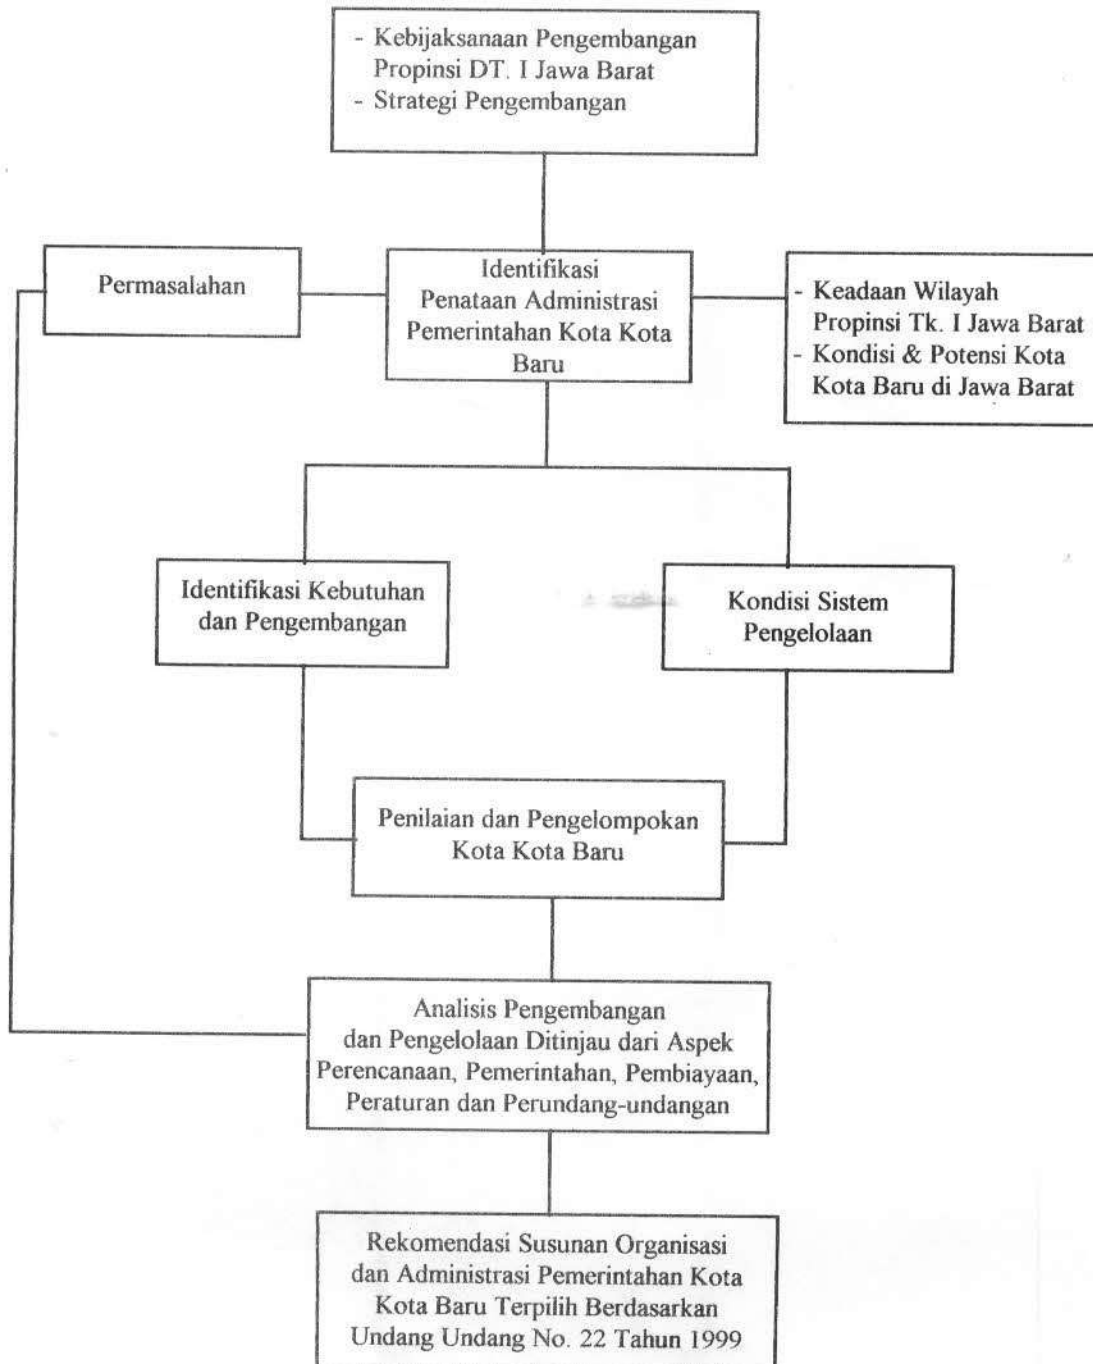 - Kebijaksanaan Pengembangan
Propinsi DT. I Jawa Barat
- Strategi Pengembangan
Permasalahan
Identifikasi
Penataan Administrasi
Pemerintahan Kota Kota
Baru
- Keadaan Wilayah
Propinsi Tk. I Jawa Barat
- Kondisi & Potensi Kota
Kota Baru di Jawa Barat
Identifikasi Kebutuhan
dan Pengembangan
Kondisi Sistem
Pengelolaan
Penilaian dan Pengelompokan
Kota Kota Baru
Analisis Pengembangan
dan Pengelolaan Ditinjau dari Aspek
Perencanaan, Pemerintahan, Pembiayaan,
Peraturan dan Perundang-undangan
Rekomendasi Susunan Organisasi
dan Administrasi Pemerintahan Kota
Kota Baru Terpilih Berdasarkan
Undang Undang No. 22 Tahun 1999